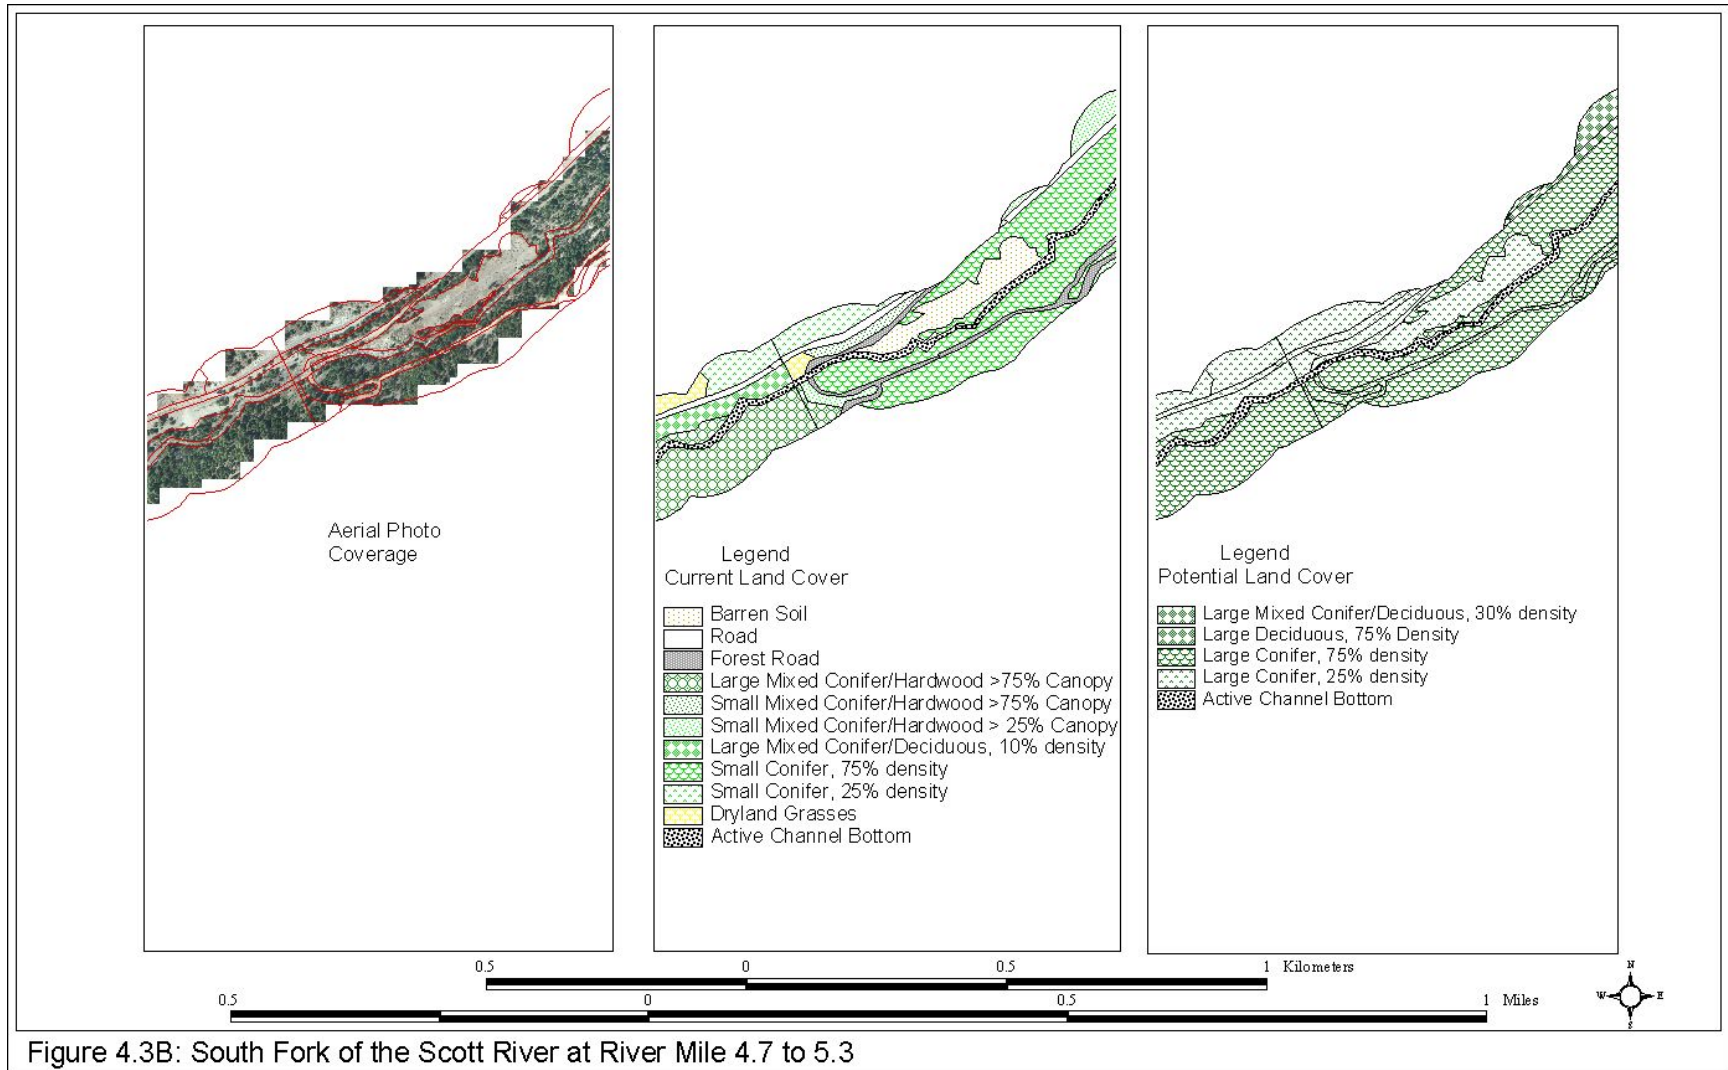 Aerial Photo
Coverage
Legend
Current Land Cover
Barren Soil
Road
Forest Road
Large Mixed Conifer/Hardwood >75% Canopy
Small Mixed Conifer/Hardwood >75% Canopy
Small Mixed Conifer/Hardwood > 25% Canopy
Large Mixed Conifer/Deciduous, 10% density
Small Conifer, 75% density
Small Conifer, 25% density
Dryland Grasses
Active Channel Bottom
Legend
Potential Land Cover
Large Mixed Conifer/Deciduous, 30% density
Large Deciduous, 75% Density
Large Conifer, 75% density
Large Conifer, 25% density
Active Channel Bottom
0.5 0 0.5 1 Kilometers
0.5 0 0.5 1 Miles
N
W E
S
Figure 4.3B: South Fork of the Scott River at River Mile 4.7 to 5.3